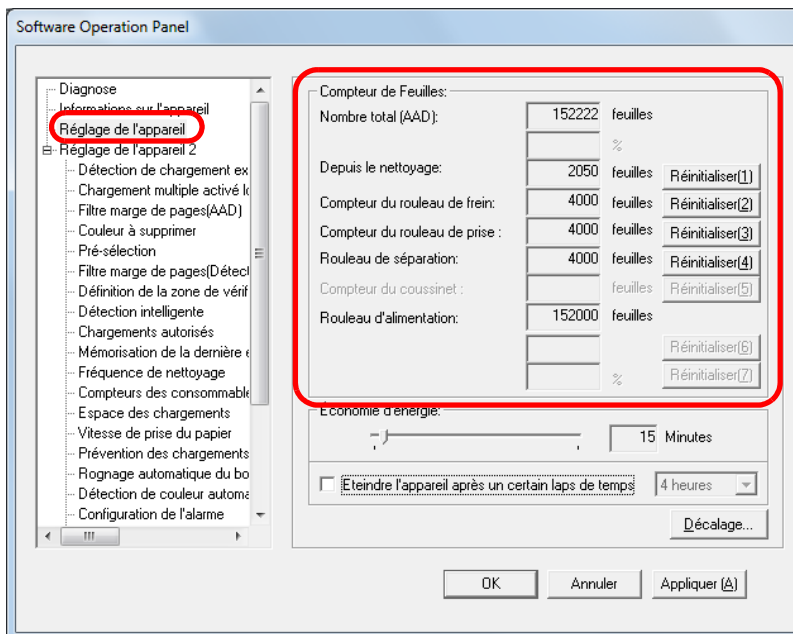 Software Operation Panel
Diagnose
Informations sur l'appareil
Réglage de l'appareil
Réglage de l'appareil 2
Détection de chargement ex
Chargement multiple activé lo
Filtre marge de pages(AAD)
Couleur à supprimer
Pré-sélection
Filtre marge de pages(Détect
Définition de la zone de vérif
Détection intelligente
Chargements autorisés
Mémorisation de la dernière e
Fréquence de nettoyage
Compteurs des consommable
Espace des chargements
Vitesse de prise du papier
Prévention des chargements
Rognage automatique du bo
Détection de couleur automa
Configuration de l'alarme
Compteur de Feuilles:
Nombre total (AAD): 152222 feuilles
%
Depuis le nettoyage: 2050 feuilles Réinitialiser(1)
Compteur du rouleau de frein: 4000 feuilles Réinitialiser(2)
Compteur du rouleau de prise : 4000 feuilles Réinitialiser(3)
Rouleau de séparation: 4000 feuilles Réinitialiser(4)
Compteur du coussinet : feuilles Réinitialiser(5)
Rouleau d'alimentation: 152000 feuilles
Réinitialiser(6)
% Réinitialiser(7)
Économie d'énergie:
15 Minutes
Eteindre l'appareil après un certain laps de temps 4 heures
Décalage...
OK Annuler Appliquer (A)